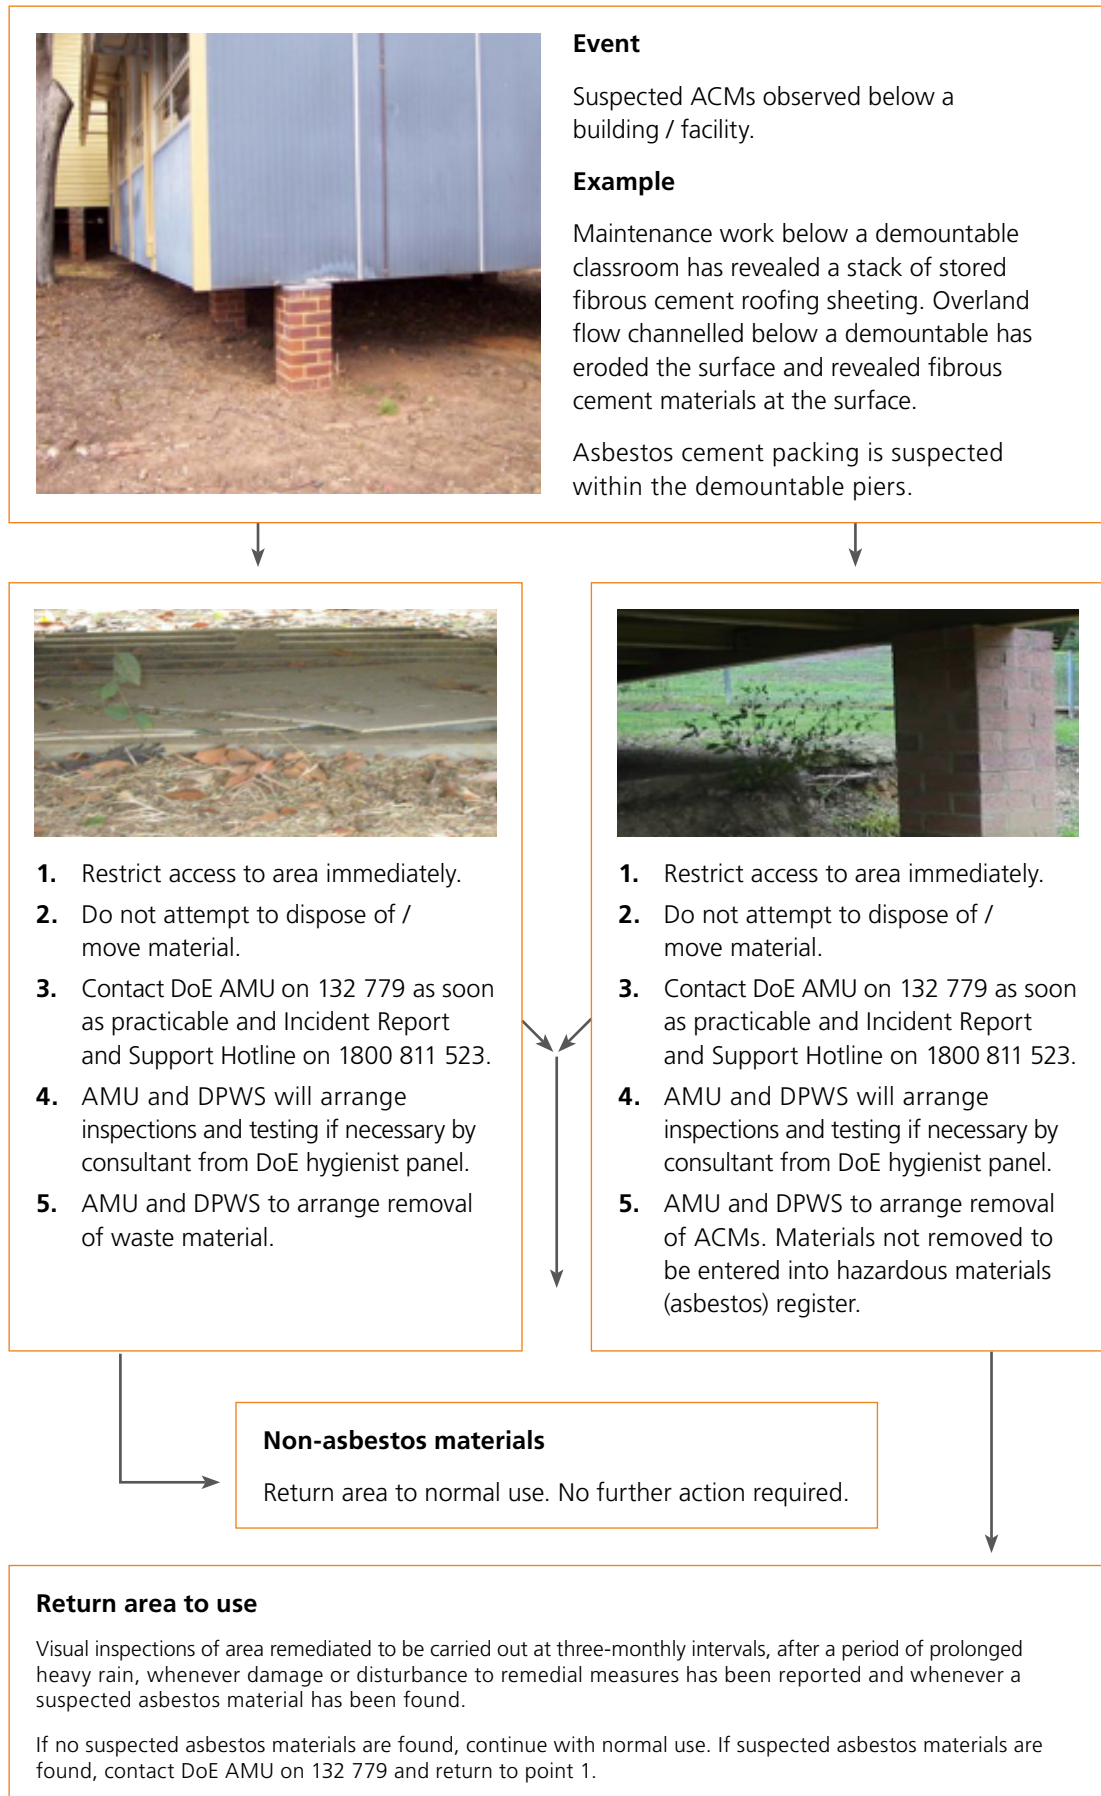 Event
Suspected ACMs observed below a
building / facility.
Example
Maintenance work below a demountable
classroom has revealed a stack of stored
fibrous cement roofing sheeting. Overland
flow channelled below a demountable has
eroded the surface and revealed fibrous
cement materials at the surface.
Asbestos cement packing is suspected
within the demountable piers.
1. Restrict access to area immediately.
2. Do not attempt to dispose of /
move material.
3. Contact DoE AMU on 132 779 as soon
as practicable and Incident Report
and Support Hotline on 1800 811 523.
4. AMU and DPWS will arrange
inspections and testing if necessary by
consultant from DoE hygienist panel.
5. AMU and DPWS to arrange removal
of waste material.
1. Restrict access to area immediately.
2. Do not attempt to dispose of /
move material.
3. Contact DoE AMU on 132 779 as soon
as practicable and Incident Report
and Support Hotline on 1800 811 523.
4. AMU and DPWS will arrange
inspections and testing if necessary by
consultant from DoE hygienist panel.
5. AMU and DPWS to arrange removal
of ACMs. Materials not removed to
be entered into hazardous materials
(asbestos) register.
Non-asbestos materials
Return area to normal use. No further action required.
Return area to use
Visual inspections of area remediated to be carried out at three-monthly intervals, after a period of prolonged
heavy rain, whenever damage or disturbance to remedial measures has been reported and whenever a
suspected asbestos material has been found.
If no suspected asbestos materials are found, continue with normal use. If suspected asbestos materials are
found, contact DoE AMU on 132 779 and return to point 1.